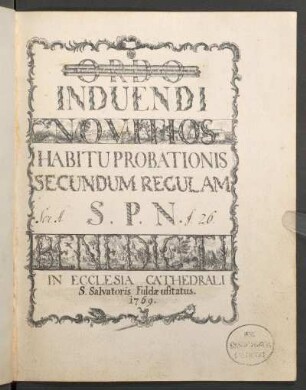 ORDO
INDUENDI
NOVITIOS
HABITU PROBATIONIS
SECUNDUM REGULAM
S. P. N.
BENEDICTI
IN ECCLESIA CATHEDRALI
S. Salvatoris Fuldæ usitatus.
1769.